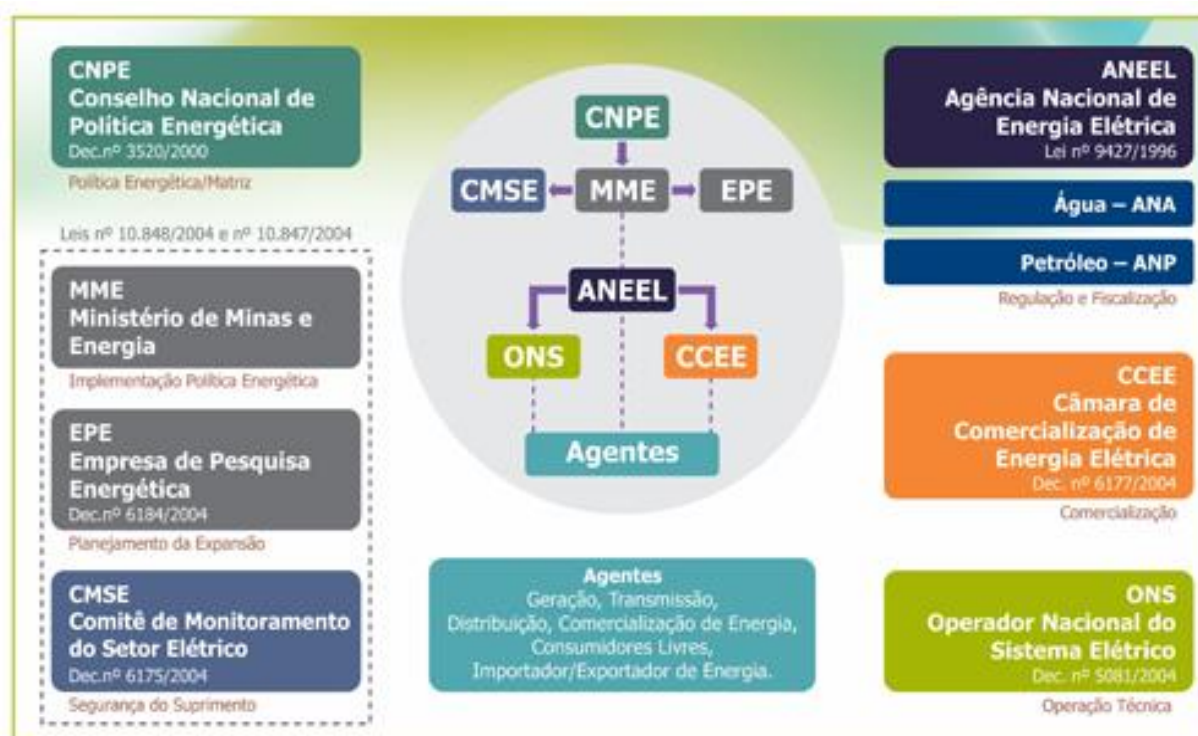 CNPE
Conselho Nacional de
Política Energética
Dec.nº 3520/2000
Política Energética/Matriz
Leis nº 10.848/2004 e nº 10.847/2004
MME
Ministério de Minas e
Energia
Implementação Política Energética
EPE
Empresa de Pesquisa
Energética
Dec.nº 6184/2004
Planejamento da Expansão
CMSE
Comitê de Monitoramento
do Setor Elétrico
Dec.nº 6175/2004
Segurança do Suprimento
CNPE
CMSE
MME
EPE
ANEEL
ONS
CCEE
Agentes
Agentes
Geração, Transmissão,
Distribuição, Comercialização de Energia,
Consumidores Livres,
Importador/Exportador de Energia.
ANEEL
Agência Nacional de
Energia Elétrica
Lei nº 9427/1996
Água – ANA
Petróleo – ANP
Regulação e Fiscalização
CCEE
Câmara de
Comercialização de
Energia Elétrica
Dec. nº 6177/2004
Comercialização
ONS
Operador Nacional do
Sistema Elétrico
Dec. nº 5081/2004
Operação Técnica